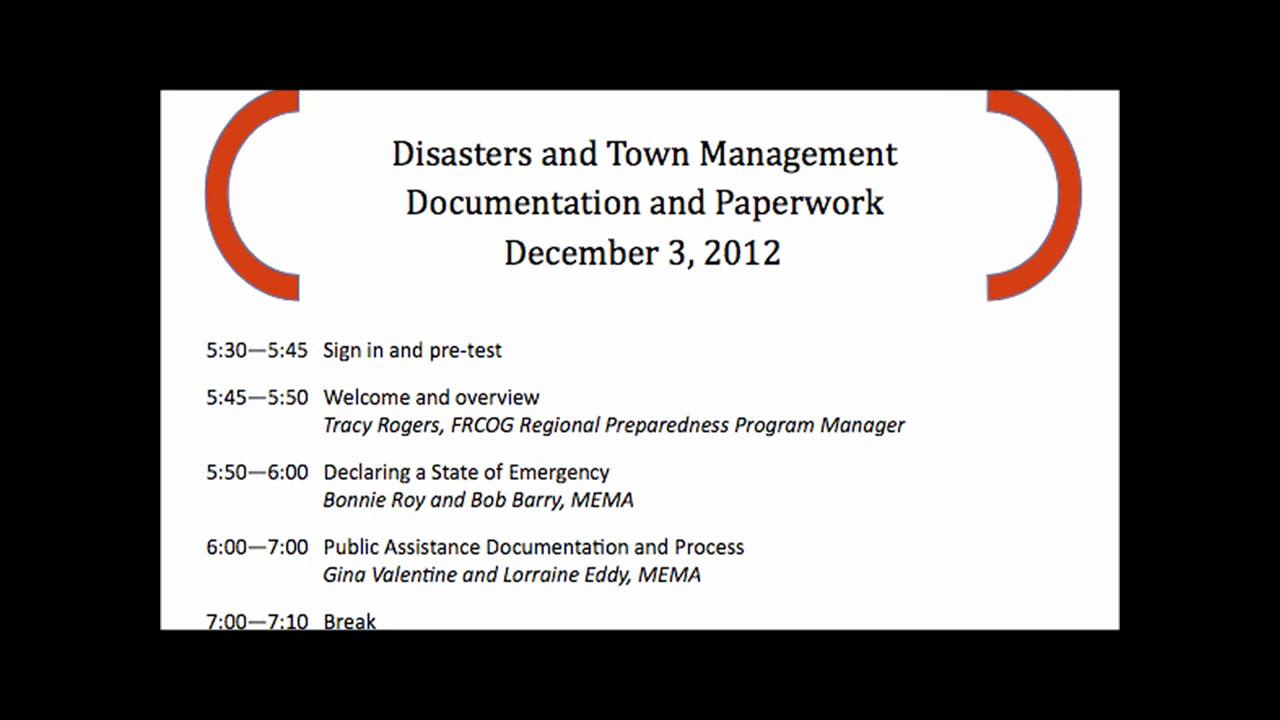 Disasters and Town Management
Documentation and Paperwork
December 3, 2012
5:30—5:45 Sign in and pre-test
5:45—5:50 Welcome and overview
Tracy Rogers, FRCOG Regional Preparedness Program Manager
5:50—6:00 Declaring a State of Emergency
Bonnie Roy and Bob Barry, MEMA
6:00—7:00 Public Assistance Documentation and Process
Gina Valentine and Lorraine Eddy, MEMA
7:00—7:10 Break